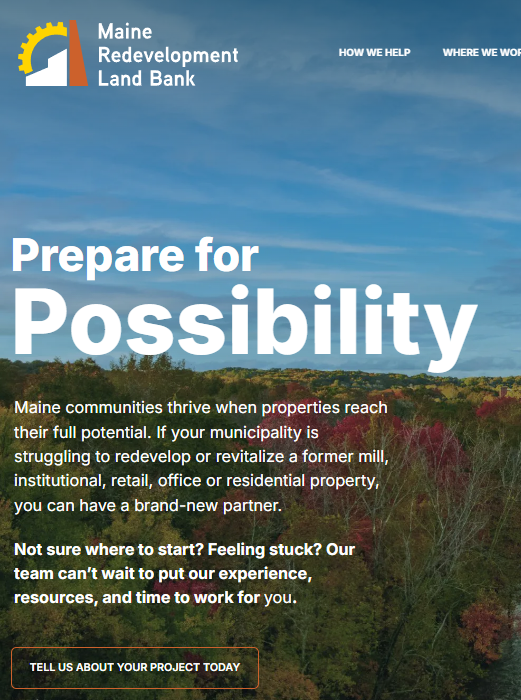 Maine
Redevelopment
Land Bank
HOW WE HELP
WHERE WE
Prepare for
Possibility
Maine communities thrive when properties reach
their full potential. If your municipality is
struggling to redevelop or revitalize a former mill,
institutional, retail, office or residential property,
you can have a brand-new partner.
Not sure where to start? Feeling stuck? Our
team can’t wait to put our experience,
resources, and time to work for you.
TELL US ABOUT YOUR PROJECT TODAY